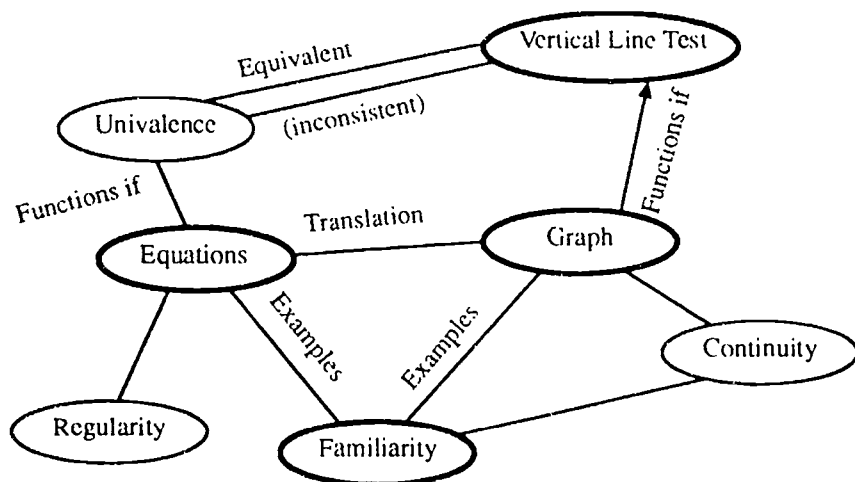 Vertical Line Test
Equivalent
(inconsistent)
Univalence
Functions if
Functions if
Translation
Equations
Graph
Examples
Examples
Continuity
Regularity
Familiarity